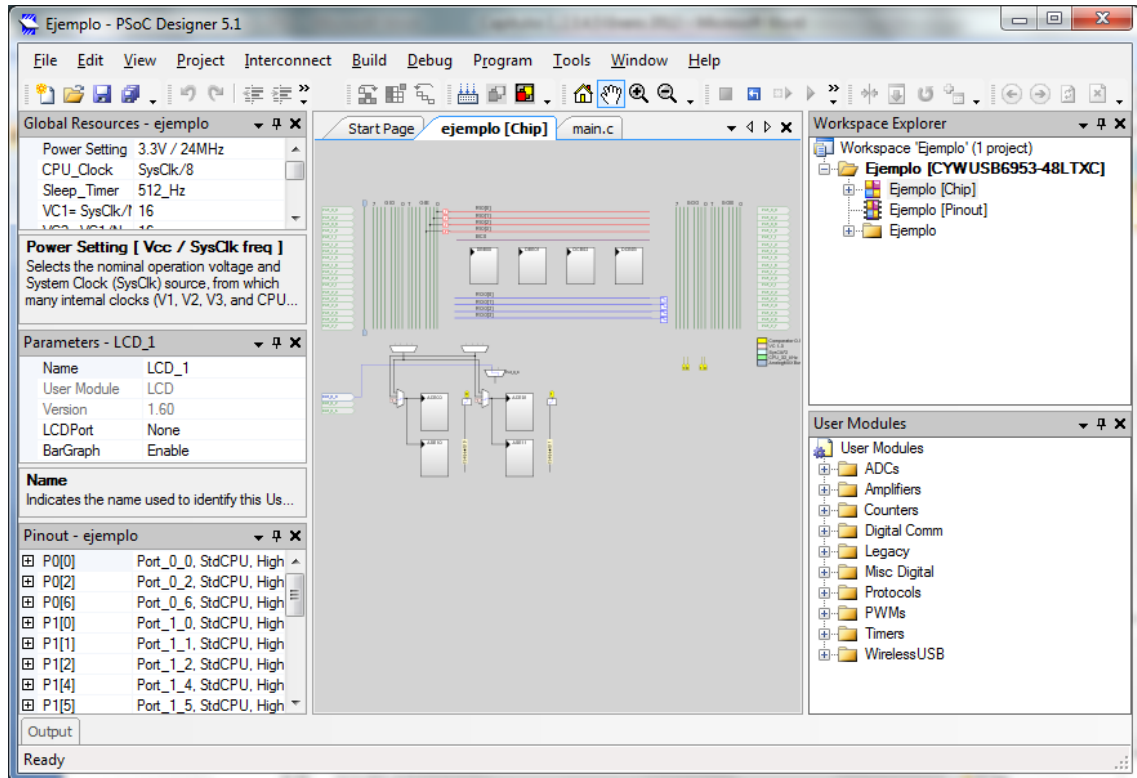 Ejemplo - PSoC Designer 5.1
File Edit View Project Interconnect Build Debug Program Tools Window Help
Global Resources - ejemplo
Power Setting 3.3V / 24MHz
CPU_Clock SysClk/8
Sleep_Timer 512_Hz
VC1= SysClk/N 16
Power Setting [ Vcc / SysClk freq ]
Selects the nominal operation voltage and
System Clock (SysClk) source, from which
many internal clocks (V1, V2, V3, and CPU...
Parameters - LCD_1
Name LCD_1
User Module LCD
Version 1.60
LCDPort None
BarGraph Enable
Name
Indicates the name used to identify this Us...
Pinout - ejemplo
P0[0] Port_0_0, StdCPU, High
P0[2] Port_0_2, StdCPU, High
P0[6] Port_0_6, StdCPU, High
P1[0] Port_1_0, StdCPU, High
P1[1] Port_1_1, StdCPU, High
P1[2] Port_1_2, StdCPU, High
P1[4] Port_1_4, StdCPU, High
P1[5] Port_1_5, StdCPU, High
Start Page ejemplo [Chip] main.c
Workspace Explorer
Workspace 'Ejemplo' (1 project)
Ejemplo [CYWUSB6953-48LTXC]
Ejemplo [Chip]
Ejemplo [Pinout]
Ejemplo
User Modules
User Modules
ADCs
Amplifiers
Counters
Digital Comm
Legacy
Misc Digital
Protocols
PWMs
Timers
WirelessUSB
Output
Ready